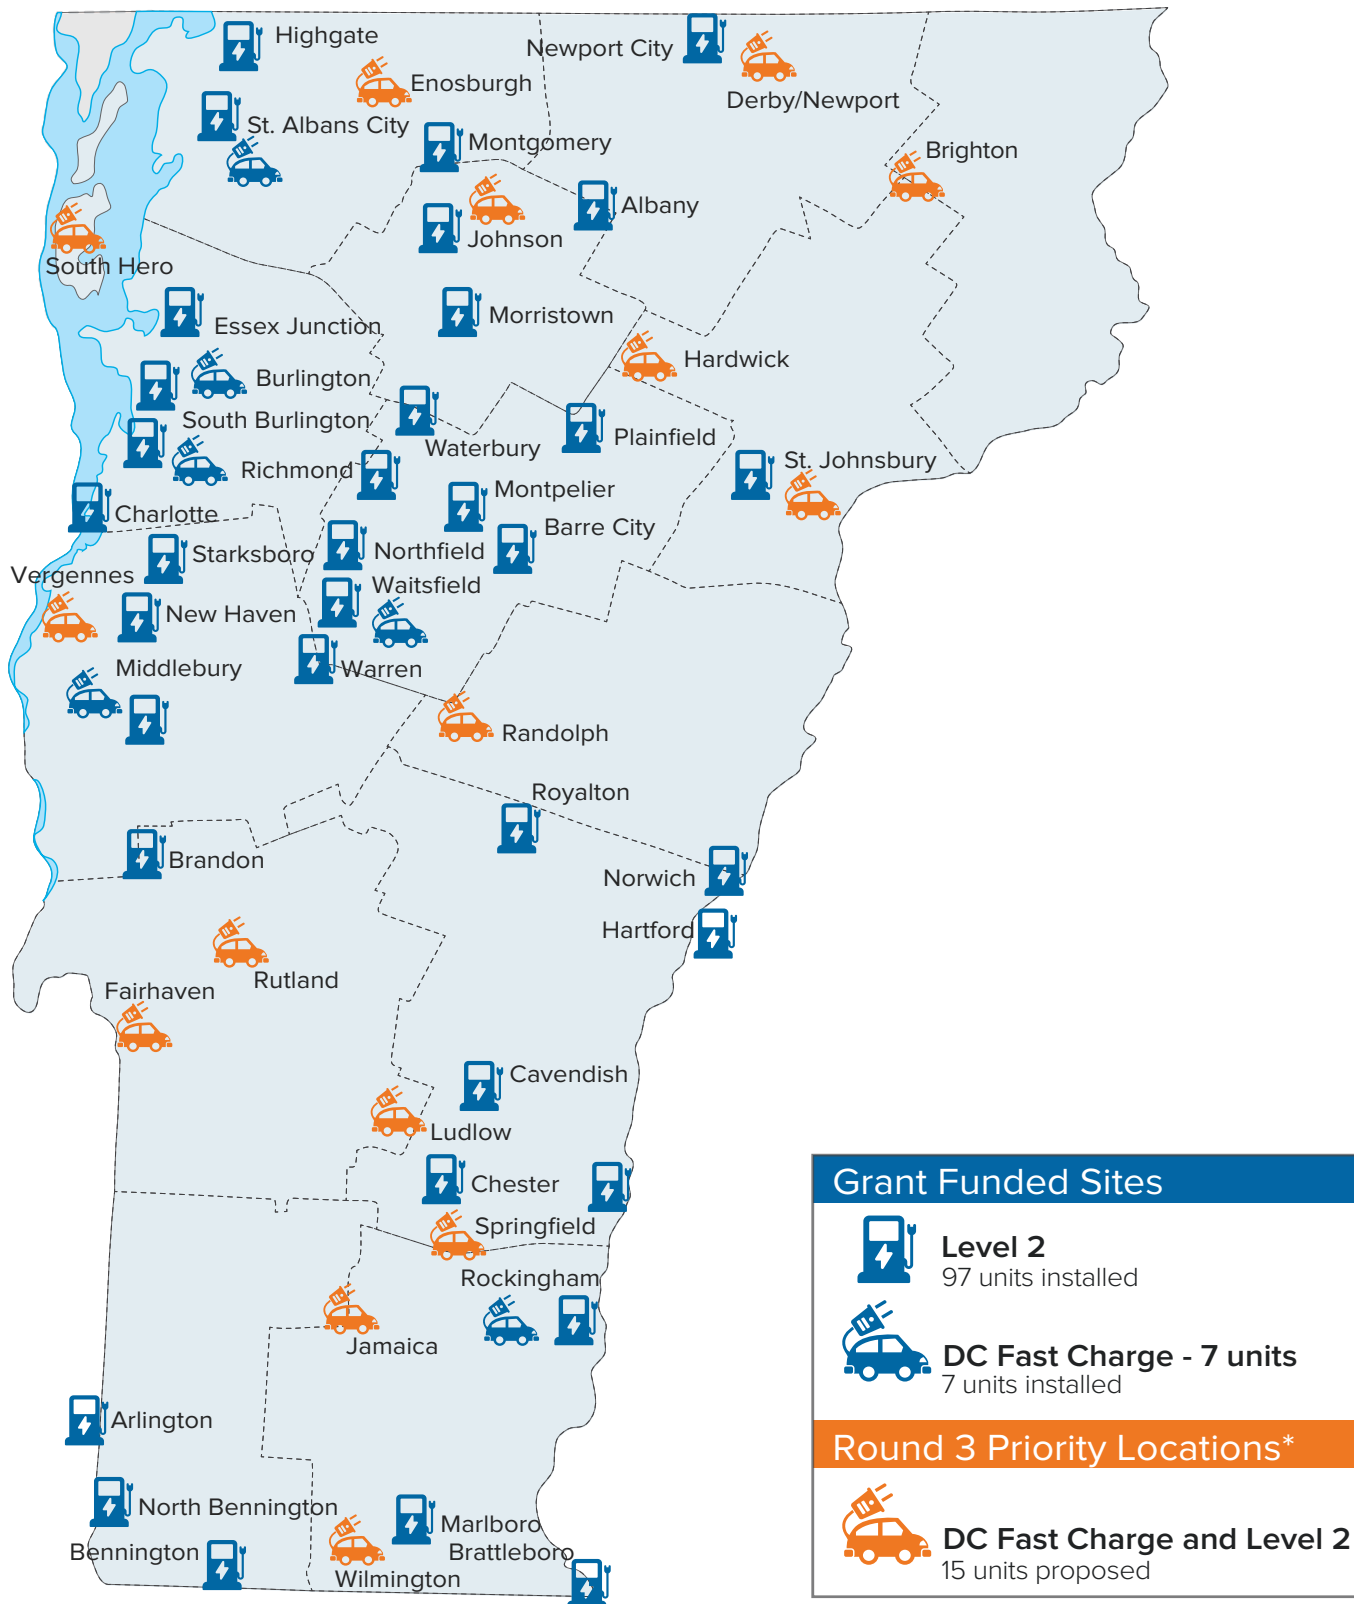 Highgate
Newport City
Enosburgh
Derby/Newport
St. Albans City
Montgomery
Brighton
Albany
Johnson
South Hero
Essex Junction
Morristown
Hardwick
Burlington
South Burlington
Waterbury
Plainfield
Richmond
St. Johnsbury
Montpelier
Charlotte
Barre City
Starksboro
Northfield
Vergennes
Waitsfield
New Haven
Middlebury
Warren
Randolph
Royalton
Brandon
Norwich
Hartford
Rutland
Fairhaven
Cavendish
Ludlow
Chester
Springfield
Rockingham
Jamaica
Arlington
North Bennington
Marlboro
Bennington
Brattleboro
Wilmington
Grant Funded Sites
Level 2
97 units installed
DC Fast Charge - 7 units
7 units installed
Round 3 Priority Locations*
DC Fast Charge and Level 2
15 units proposed